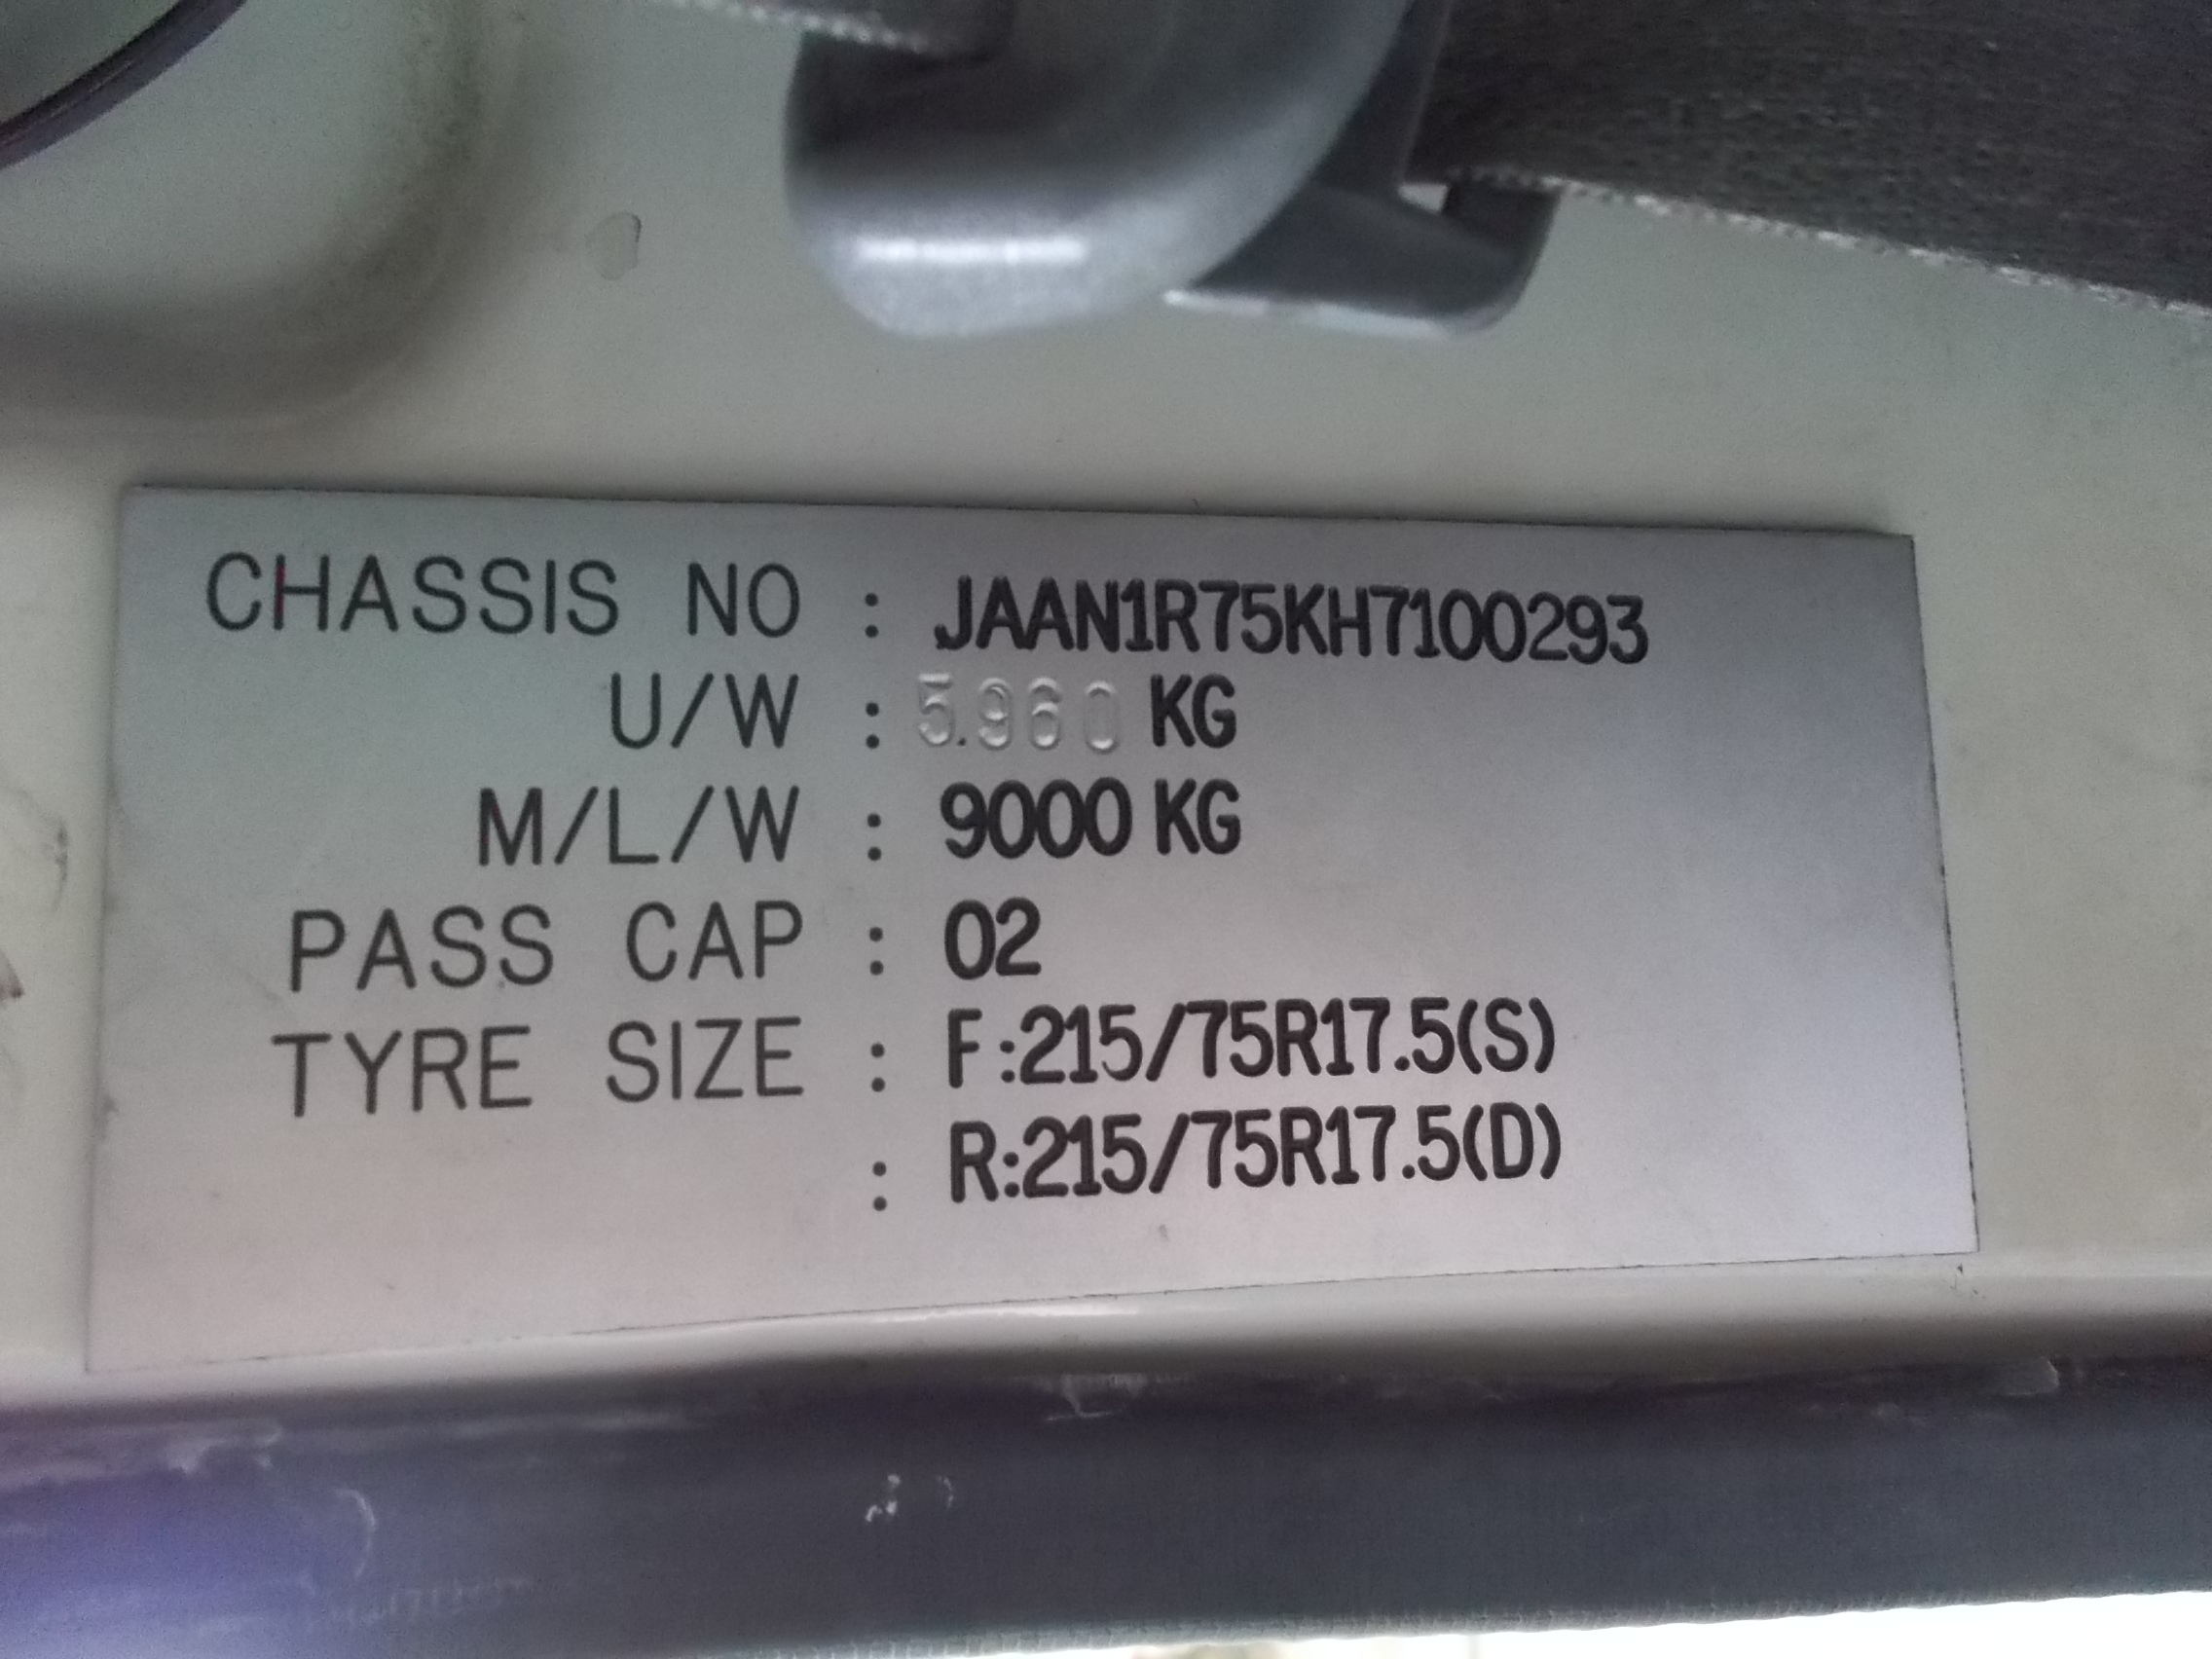 CHASSIS NO : JAAN1R75KH7100293
U/W : 5.960 KG
M/L/W : 9000 KG
PASS CAP : 02
TYRE SIZE : F:215/75R17.5(S)
: R:215/75R17.5(D)